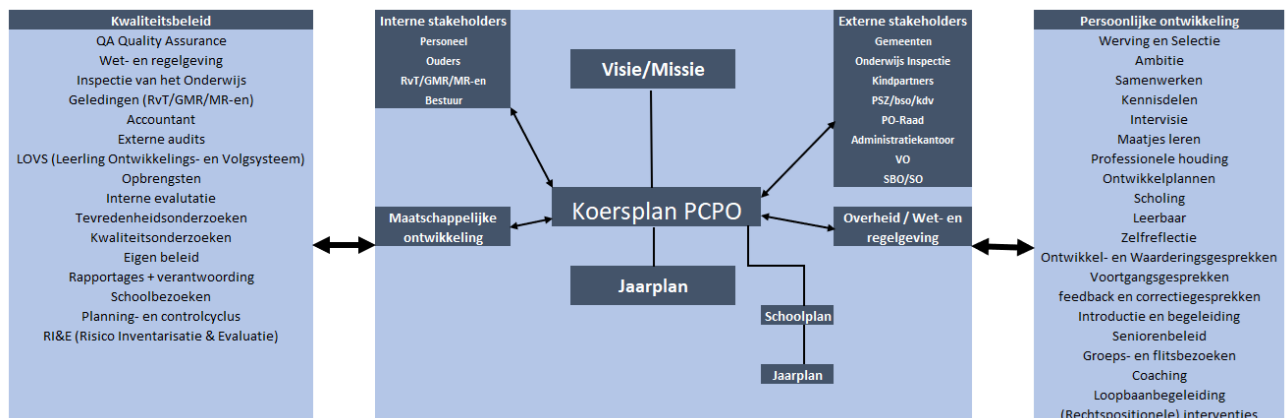 Kwaliteitsbeleid
QA Quality Assurance
Wet- en regelgeving
Inspectie van het Onderwijs
Geledingen (RvT/GMR/MR-en)
Accountant
Externe audits
LOVS (Leerling Ontwikkelings- en Volgsysteem)
Opbrengsten
Interne evalutatie
Tevredenheidsonderzoeken
Kwaliteitsonderzoeken
Eigen beleid
Rapportages + verantwoording
Schoolbezoeken
Planning- en controlcyclus
RI&E (Risico Inventarisatie & Evaluatie)
Interne stakeholders
Personeel
Ouders
RvT/GMR/MR-en
Bestuur
Visie/Missie
Externe stakeholders
Gemeenten
Onderwijs Inspectie
Kindpartners
PSZ/bso/kdv
PO-Raad
Administratiekantoor
VO
SBO/SO
Maatschappelijke
ontwikkeling
Koersplan PCPO
Overheid / Wet- en
regelgeving
Jaarplan
Schoolplan
Jaarplan
Persoonlijke ontwikkeling
Werving en Selectie
Ambitie
Samenwerken
Kennisdelen
Intervisie
Maatjes leren
Professionele houding
Ontwikkelplannen
Scholing
Leerbaar
Zelfreflectie
Ontwikkel- en Waarderingsgesprekken
Voortgangsgesprekken
feedback en correctiegesprekken
Introductie en begeleiding
Seniorenbeleid
Groeps- en flitsbezoeken
Coaching
Loopbaanbegeleiding
(Rechtspositionele) interventies